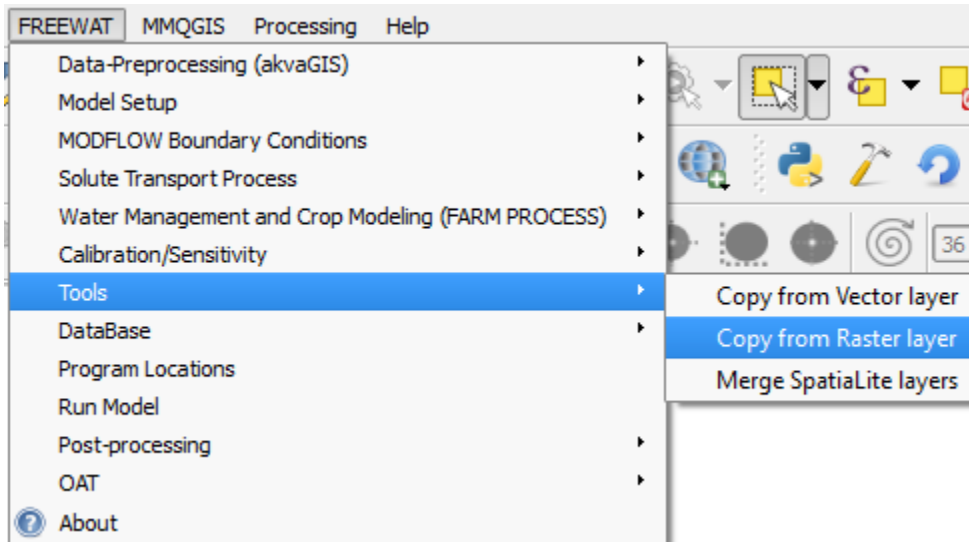 FREEWAT MMQGIS Processing Help
Data-Preprocessing (akvaGIS)
Model Setup
MODFLOW Boundary Conditions
Solute Transport Process
Water Management and Crop Modeling (FARM PROCESS)
Calibration/Sensitivity
36
Tools
Copy from Vector layer
DataBase
Copy from Raster layer
Program Locations
Merge SpatiaLite layers
Run Model
Post-processing
OAT
About